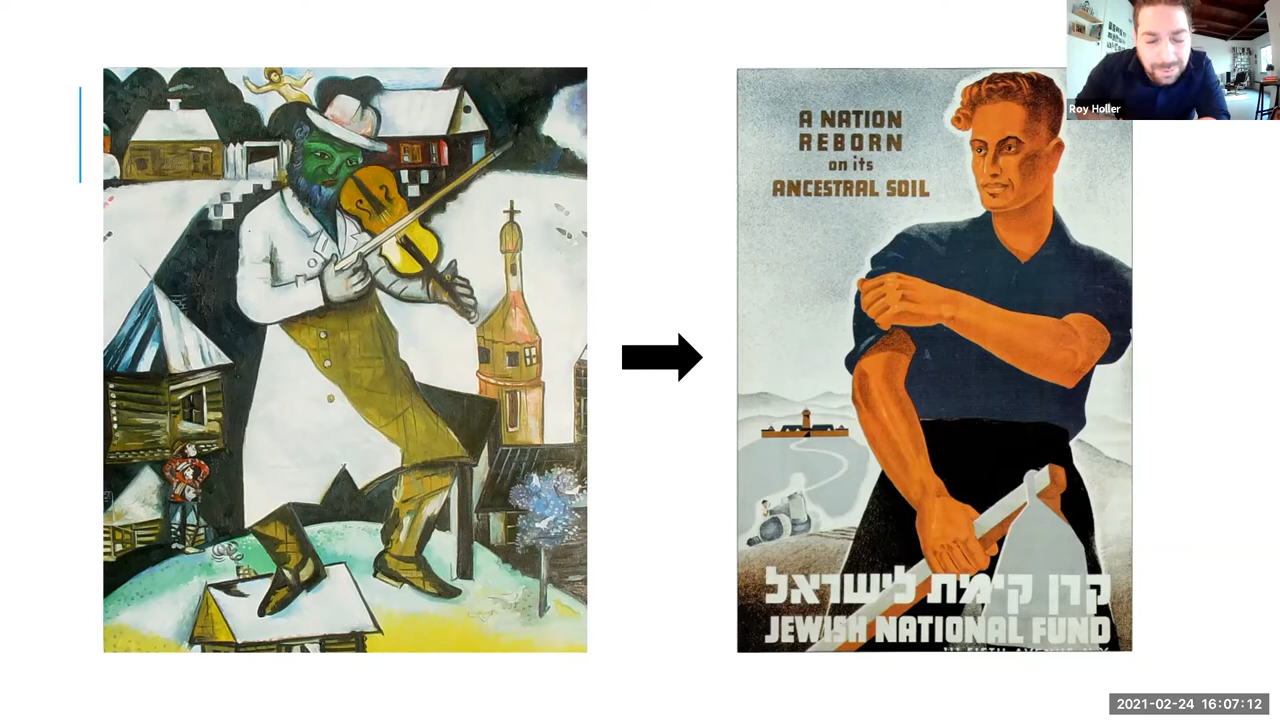 Roy Holler
A NATION
REBORN
on its
ANCESTRAL SOIL
קרן קימת לישראל
JEWISH NATIONAL FUND
2021-02-24 16:07:12